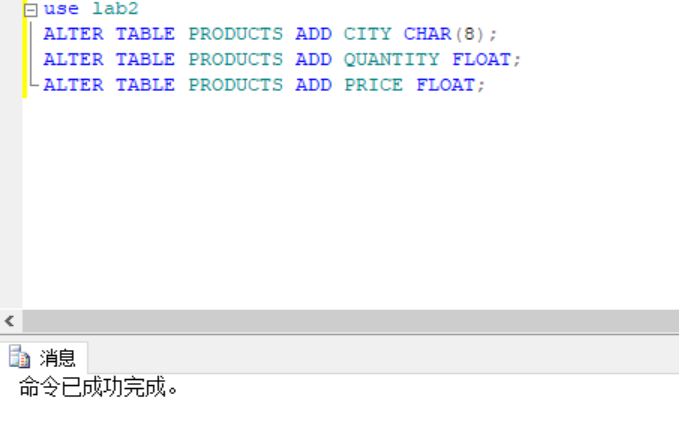 use lab2
ALTER TABLE PRODUCTS ADD CITY CHAR(8);
ALTER TABLE PRODUCTS ADD QUANTITY FLOAT;
ALTER TABLE PRODUCTS ADD PRICE FLOAT;
消息
命令已成功完成。